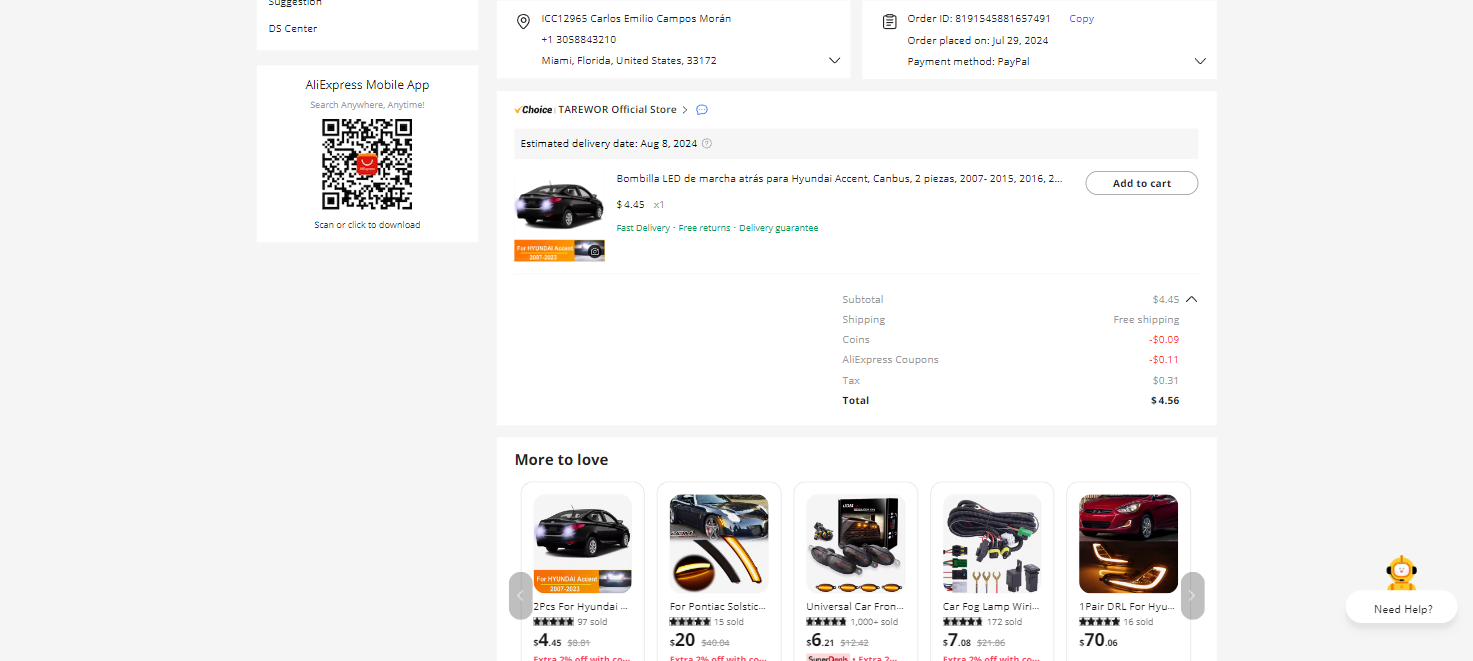 Suggestion
DS Center
AliExpress Mobile App
Search Anywhere, Anytime!
Scan or click to download
ICC12965 Carlos Emilio Campos Morán
+1 3058843210
Miami, Florida, United States, 33172
Order ID: 8191545881657491 Copy
Order placed on: Jul 29, 2024
Payment method: PayPal
Choice TAREWOR Official Store
Estimated delivery date: Aug 8, 2024
Bombilla LED de marcha atrás para Hyundai Accent, Canbus, 2 piezas, 2007- 2015, 2016, 2...
Add to cart
$4.45 x1
Fast Delivery · Free returns · Delivery guarantee
For HYUNDAI Accent
2007-2023
Subtotal $4.45
Shipping Free shipping
Coins -$0.09
AliExpress Coupons -$0.11
Tax $0.31
Total $4.56
More to love
For HYUNDAI Accent
2007-2023
2Pcs For Hyundai ...
97 sold
$4.45 $8.81
Extra 2% off with co...
For Pontiac Solstic...
15 sold
$20 $40.04
Extra 2% off with co...
Universal Car Fron...
1,000+ sold
$6.21 $12.42
SuperDeals • Extra 2...
Car Fog Lamp Wiri...
172 sold
$7.08 $21.86
Extra 2% off with co...
1Pair DRL For Hyu...
16 sold
$70.06
Need Help?